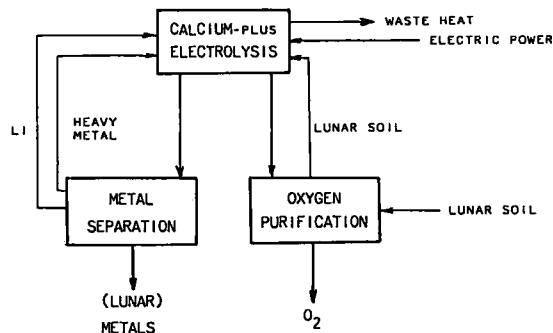 CALCIUM-PLUS
ELECTROLYSIS
WASTE HEAT
ELECTRIC POWER
LI
HEAVY
METAL
LUNAR SOIL
METAL
SEPARATION
OXYGEN
PURIFICATION
LUNAR SOIL
(LUNAR)
METALS
O₂